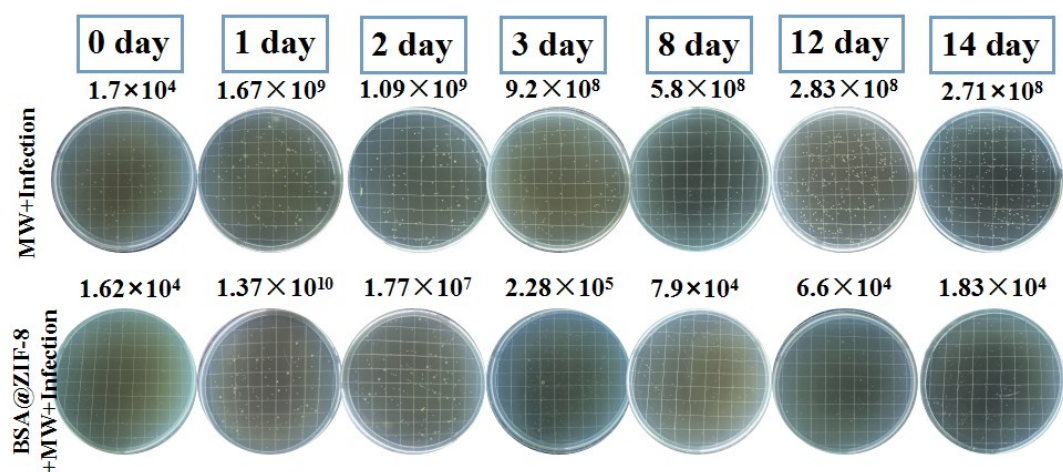 0 day 1 day 2 day 3 day 8 day 12 day 14 day
1.7×10⁴ 1.67×10⁹ 1.09×10⁹ 9.2×10⁸ 5.8×10⁸ 2.83×10⁸ 2.71×10⁸
MW+Infection
1.62×10⁴ 1.37×10¹⁰ 1.77×10⁷ 2.28×10⁵ 7.9×10⁴ 6.6×10⁴ 1.83×10⁴
BSA@ZIF-8
+MW+Infection